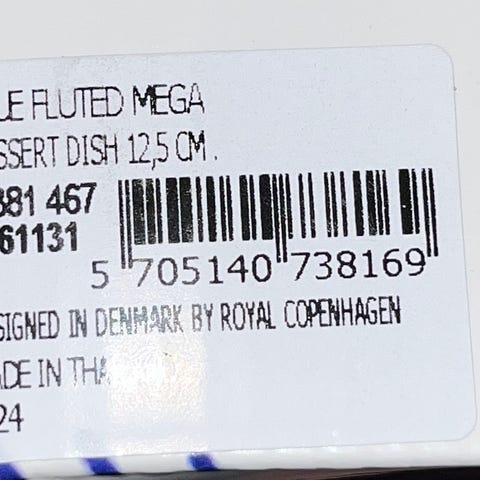 UE FLUTED MEGA
SSERT DISH 12,5 CM.
381 467
61131
5 705140 738169
SIGNED IN DENMARK BY ROYAL COPENHAGEN
ADE IN THA
24